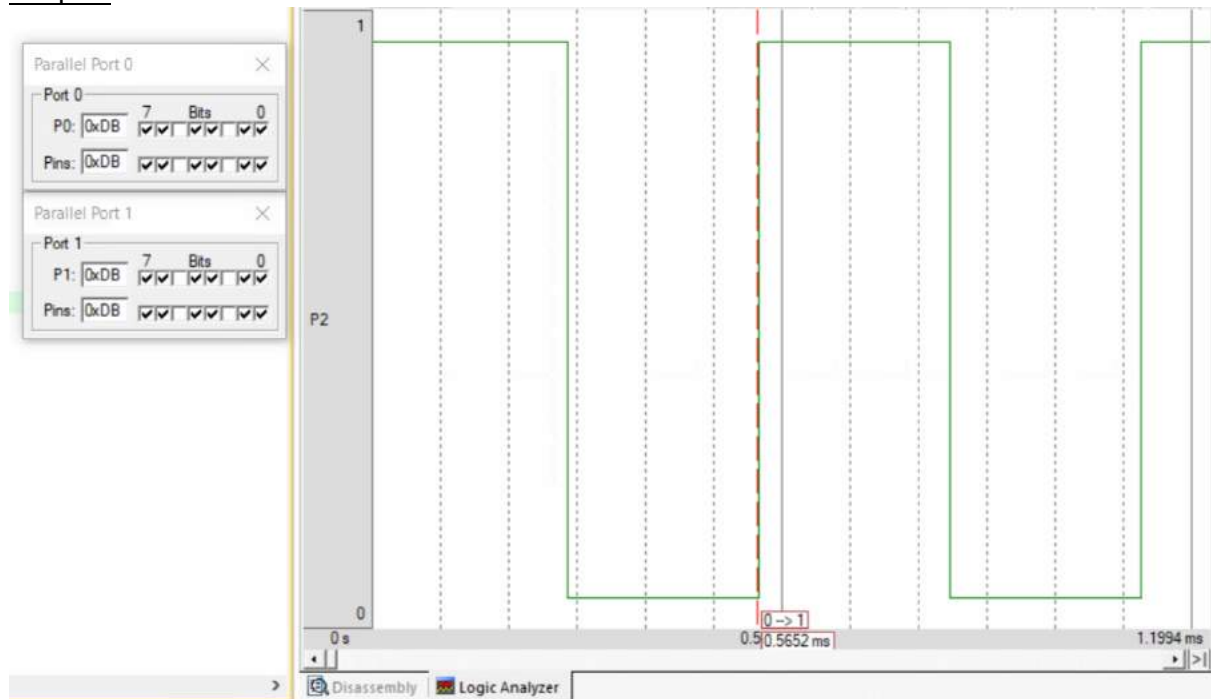 Parallel Port 0
Port 0
7 Bits 0
P0: 0xDB
Pins: 0xDB
Parallel Port 1
Port 1
7 Bits 0
P1: 0xDB
Pins: 0xDB
1
P2
0
0 --> 1
0 s
0.5
0.5652 ms
1.1994 ms
Disassembly
Logic Analyzer